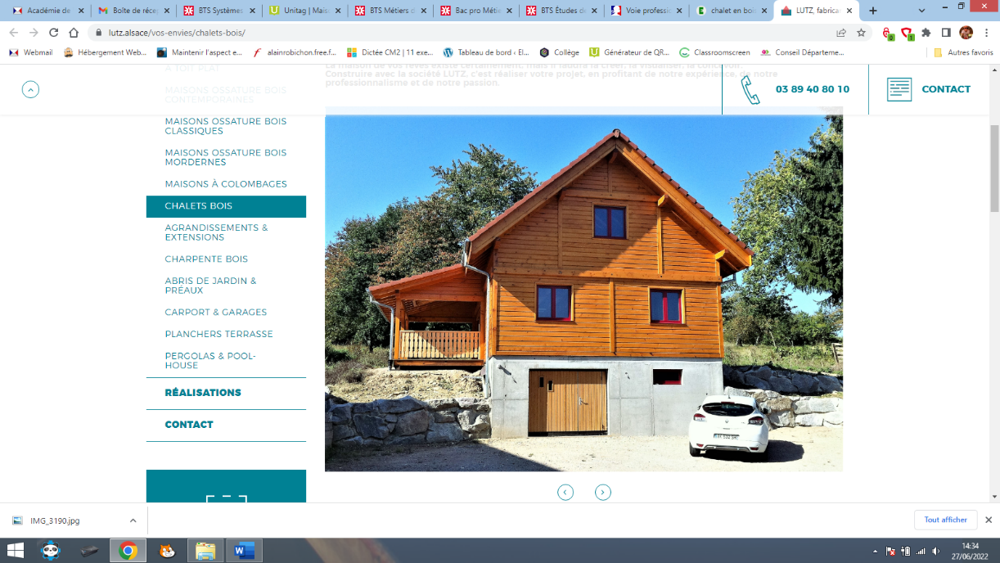 Académie de
Boîte de récep
BTS Systèmes
Unitag | Mais
BTS Métiers d
Bac pro Métie
BTS Études de
Voie professio
chalet en bois
LUTZ, fabrica
lutz.alsace/vos-envies/chalets-bois/
Webmail
Hébergement Web...
Maintenir l'aspect e...
alainrobichon.free.f...
Dictée CM2 | 11 exe...
Tableau de bord ‹ El...
Collège
Générateur de QR...
Classroomscreen
Conseil Départeme...
Autres favoris
À TOIT PLAT
MAISONS OSSATURE BOIS
CONTEMPORAINES
MAISONS OSSATURE BOIS
CLASSIQUES
MAISONS OSSATURE BOIS
MORDERNES
MAISONS À COLOMBAGES
CHALETS BOIS
AGRANDISSEMENTS &
EXTENSIONS
CHARPENTE BOIS
ABRIS DE JARDIN &
PRÉAUX
CARPORT & GARAGES
PLANCHERS TERRASSE
PERGOLAS & POOL-
HOUSE
RÉALISATIONS
CONTACT
La maison de vos rêves existe certainement, mais il faudra la créer, la visualiser, la concevoir.
Construire avec la société LUTZ, c'est réaliser votre projet, en profitant de notre expérience, de notre
professionnalisme et de notre passion.
03 89 40 80 10
CONTACT
IMG_3190.jpg
Tout afficher
14:34
27/06/2022